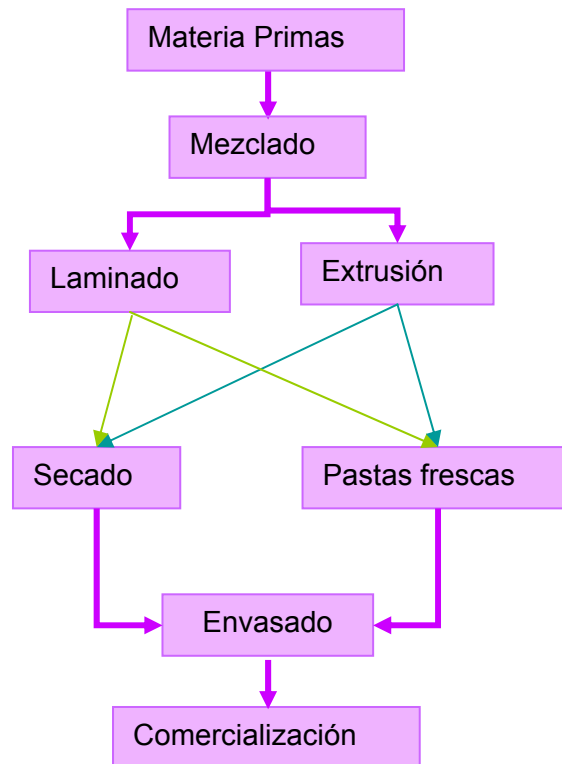 Materia Primas
Mezclado
Laminado
Extrusión
Secado
Pastas frescas
Envasado
Comercialización